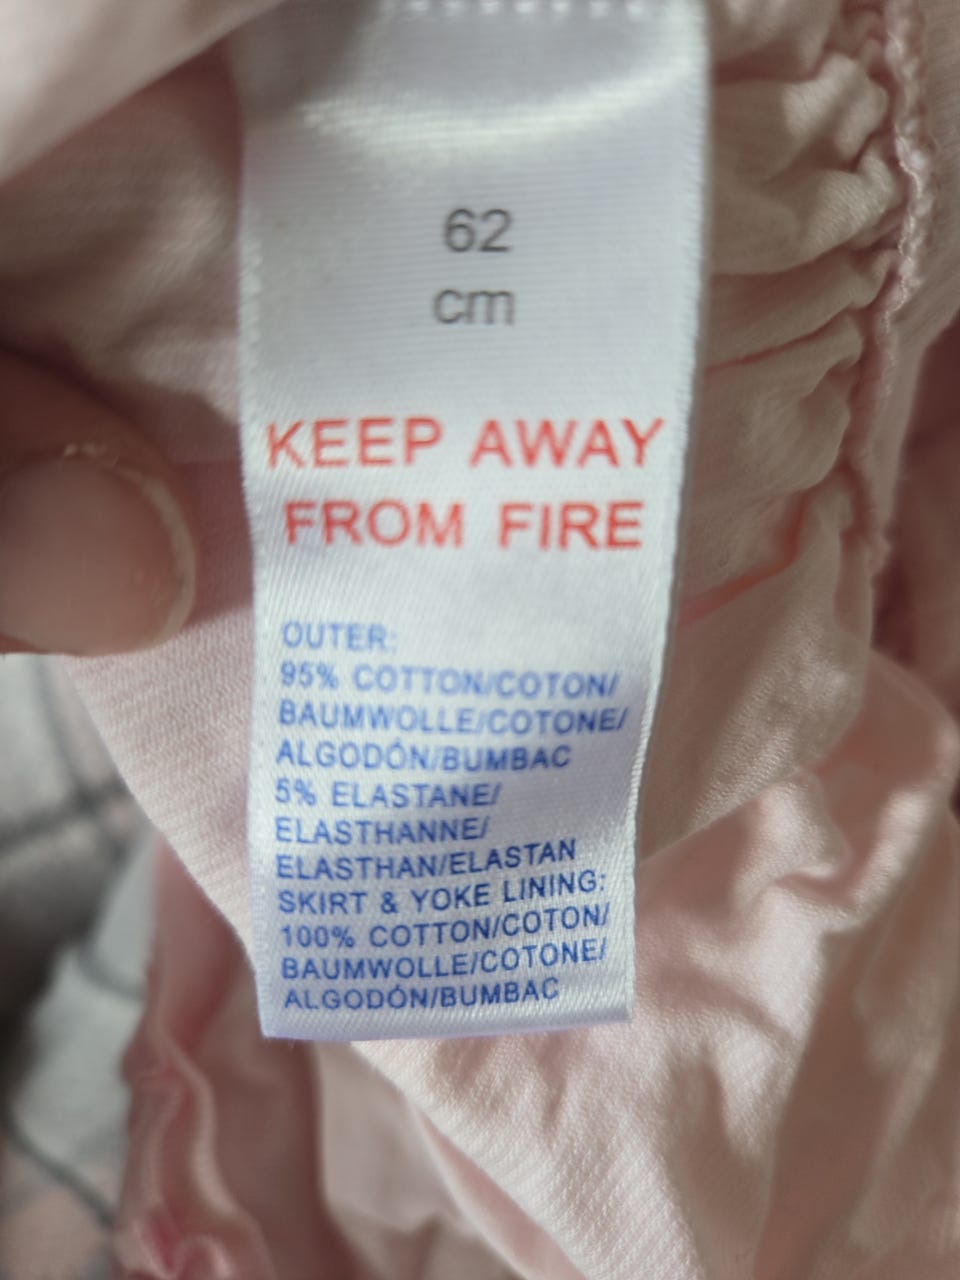 62
cm
KEEP AWAY
FROM FIRE
OUTER:
95% COTTON/COTON/
BAUMWOLLE/COTONE/
ALGODÓN/BUMBAC
5% ELASTANE/
ELASTHANNE/
ELASTHAN/ELASTAN
SKIRT & YOKE LINING:
100% COTTON/COTON/
BAUMWOLLE/COTONE/
ALGODÓN/BUMBAC